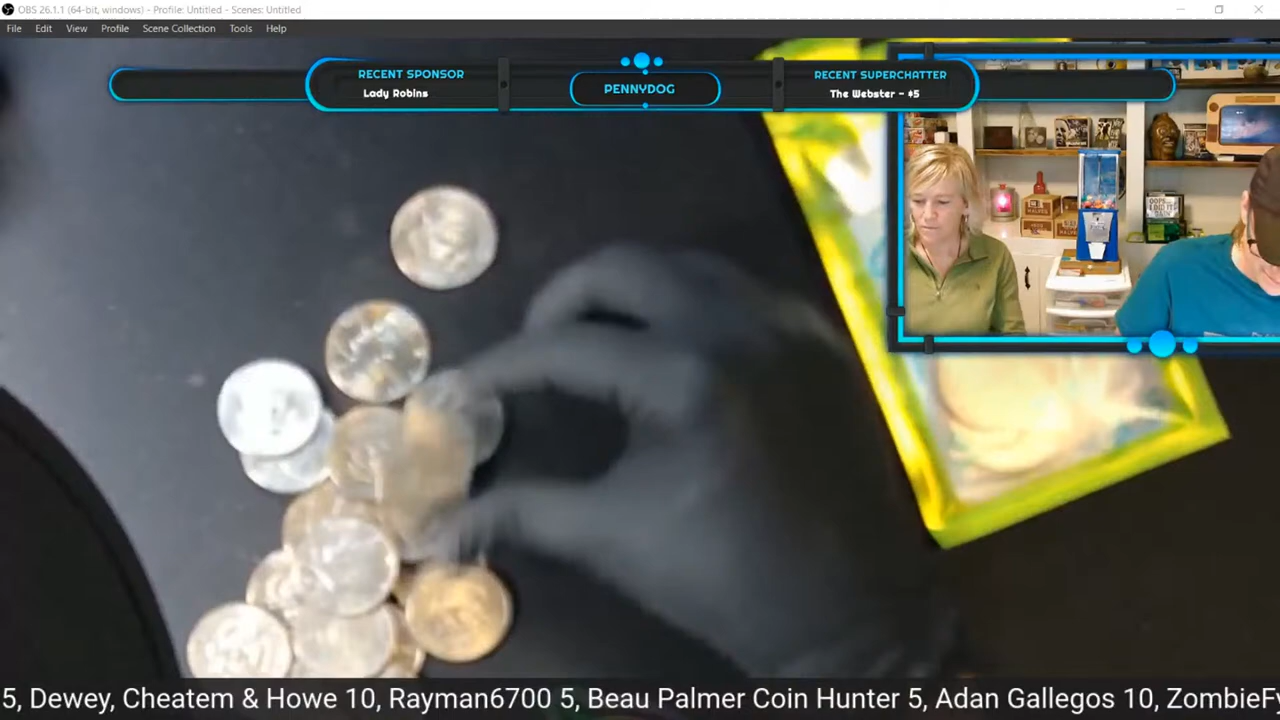 OBS 26.1.1 (64-bit, windows) - Profile: Untitled - Scenes: Untitled
File Edit View Profile Scene Collection Tools Help
RECENT SPONSOR
Lady Robins
PENNYDOG
RECENT SUPERCHATTER
The Webster - $5
HALVES
5, Dewey, Cheatem & Howe 10, Rayman6700 5, Beau Palmer Coin Hunter 5, Adan Gallegos 10, ZombieFy